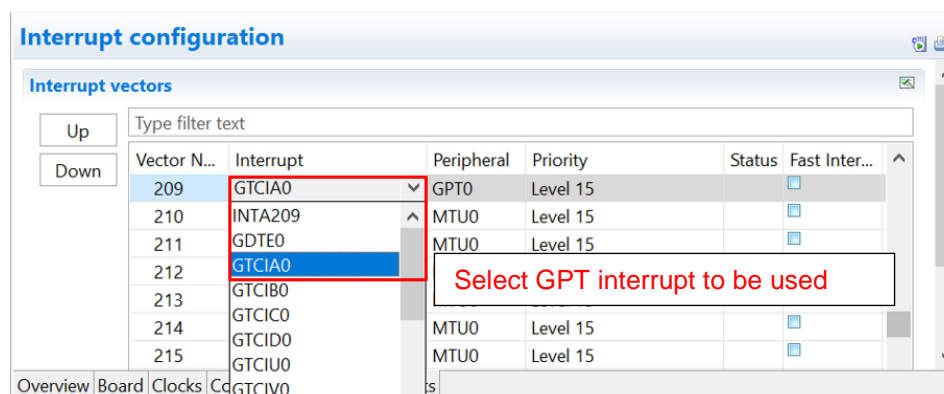 Interrupt configuration
Interrupt vectors
Up
Down
Type filter text
Vector N... Interrupt Peripheral Priority Status Fast Inter...
209 GTCIA0 GPT0 Level 15
210 INTA209 MTU0 Level 15
211 GDTE0 MTU0 Level 15
212 GTCIA0
Select GPT interrupt to be used
213 GTCIB0
214 GTCIC0 MTU0 Level 15
GTCID0
215 GTCIU0 MTU0 Level 15
Overview Board Clocks GTCIV0